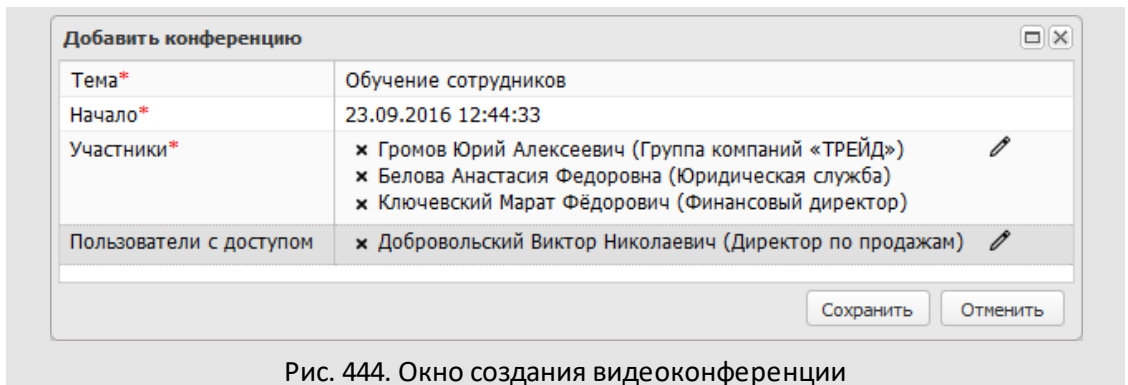 Добавить конференцию
Тема* Обучение сотрудников
Начало* 23.09.2016 12:44:33
Участники* × Громов Юрий Алексеевич (Группа компаний «ТРЕЙД»)
× Белова Анастасия Федоровна (Юридическая служба)
× Ключевский Марат Фёдорович (Финансовый директор)
Пользователи с доступом × Добровольский Виктор Николаевич (Директор по продажам)
Сохранить Отменить
Рис. 444. Окно создания видеоконференции